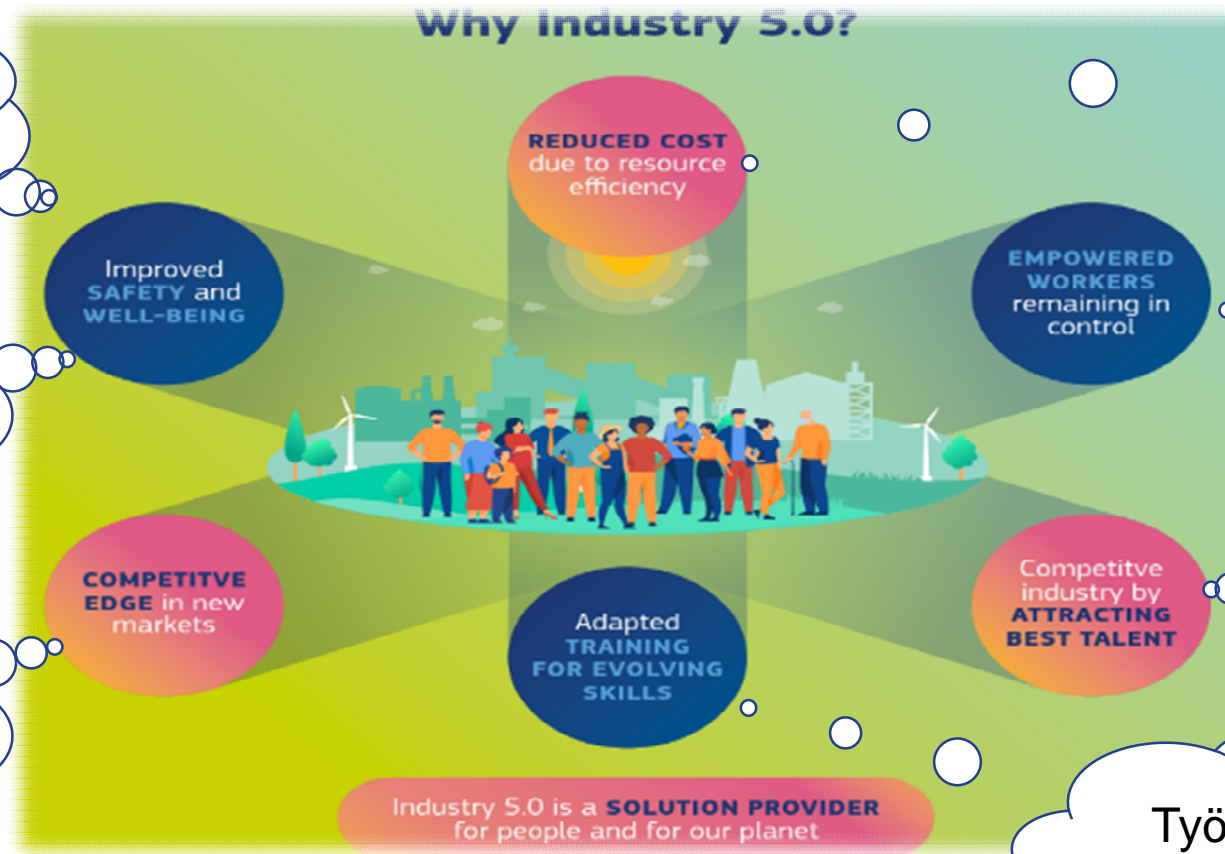 Why Industry 5.0?
REDUCED COST
due to resource
efficiency
Improved
SAFETY and
WELL-BEING
EMPOWERED
WORKERS
remaining in
control
COMPETITVE
EDGE in new
markets
Adapted
TRAINING
FOR EVOLVING
SKILLS
Competitve
industry by
ATTRACTING
BEST TALENT
Industry 5.0 is a SOLUTION PROVIDER
for people and for our planet